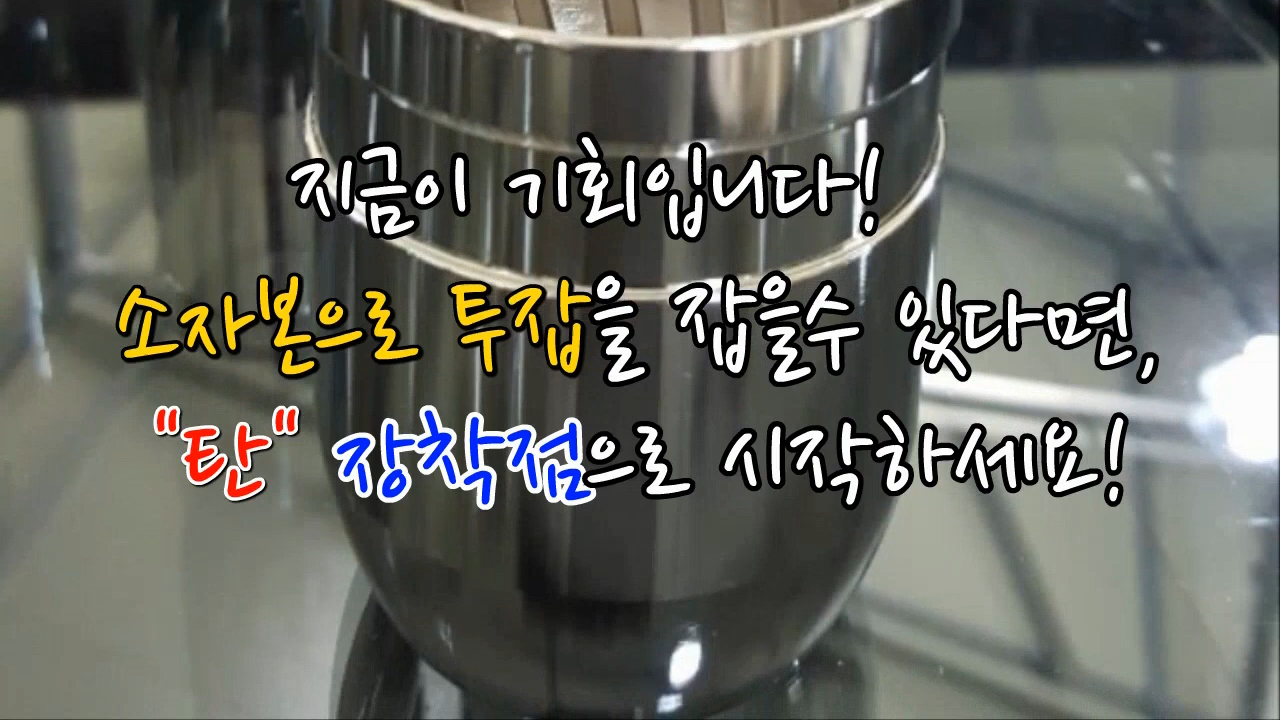 지금이 기회입니다!
소자본으로 투잡을 잡을수 있다면,
"탄" 장착점으로 시작하세요!